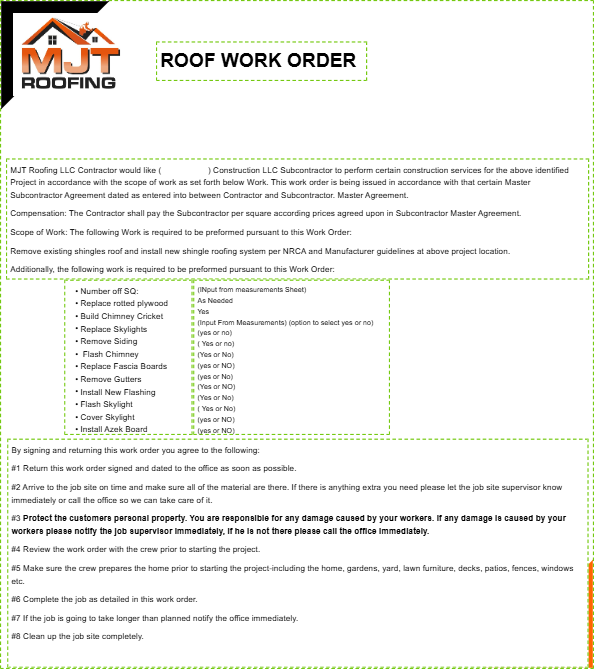 MJT
ROOFING
ROOF WORK ORDER
MJT Roofing LLC Contractor would like ( ) Construction LLC Subcontractor to perform certain construction services for the above identified
Project in accordance with the scope of work as set forth below Work. This work order is being issued in accordance with that certain Master
Subcontractor Agreement dated as entered into between Contractor and Subcontractor. Master Agreement.
Compensation: The Contractor shall pay the Subcontractor per square according prices agreed upon in Subcontractor Master Agreement.
Scope of Work: The following Work is required to be preformed pursuant to this Work Order:
Remove existing shingles roof and install new shingle roofing system per NRCA and Manufacturer guidelines at above project location.
Additionally, the following work is required to be preformed pursuant to this Work Order:
• Number off SQ:
• Replace rotted plywood
• Build Chimney Cricket
• Replace Skylights
• Remove Siding
• Flash Chimney
• Replace Fascia Boards
• Remove Gutters
• Install New Flashing
• Flash Skylight
• Cover Skylight
• Install Azek Board
(INput from measurements Sheet)
As Needed
Yes
(Input From Measurements) (option to select yes or no)
(yes or no)
( Yes or no)
(Yes or No)
(yes or NO)
(yes or No)
(Yes or NO)
(Yes or No)
( Yes or No)
(yes or NO)
(yes or NO)
By signing and returning this work order you agree to the following:
#1 Return this work order signed and dated to the office as soon as possible.
#2 Arrive to the job site on time and make sure all of the material are there. If there is anything extra you need please let the job site supervisor know
immediately or call the office so we can take care of it.
#3 Protect the customers personal property. You are responsible for any damage caused by your workers. If any damage is caused by your
workers please notify the job supervisor immediately, if he is not there please call the office immediately.
#4 Review the work order with the crew prior to starting the project.
#5 Make sure the crew prepares the home prior to starting the project-including the home, gardens, yard, lawn furniture, decks, patios, fences, windows
etc.
#6 Complete the job as detailed in this work order.
#7 If the job is going to take longer than planned notify the office immediately.
#8 Clean up the job site completely.